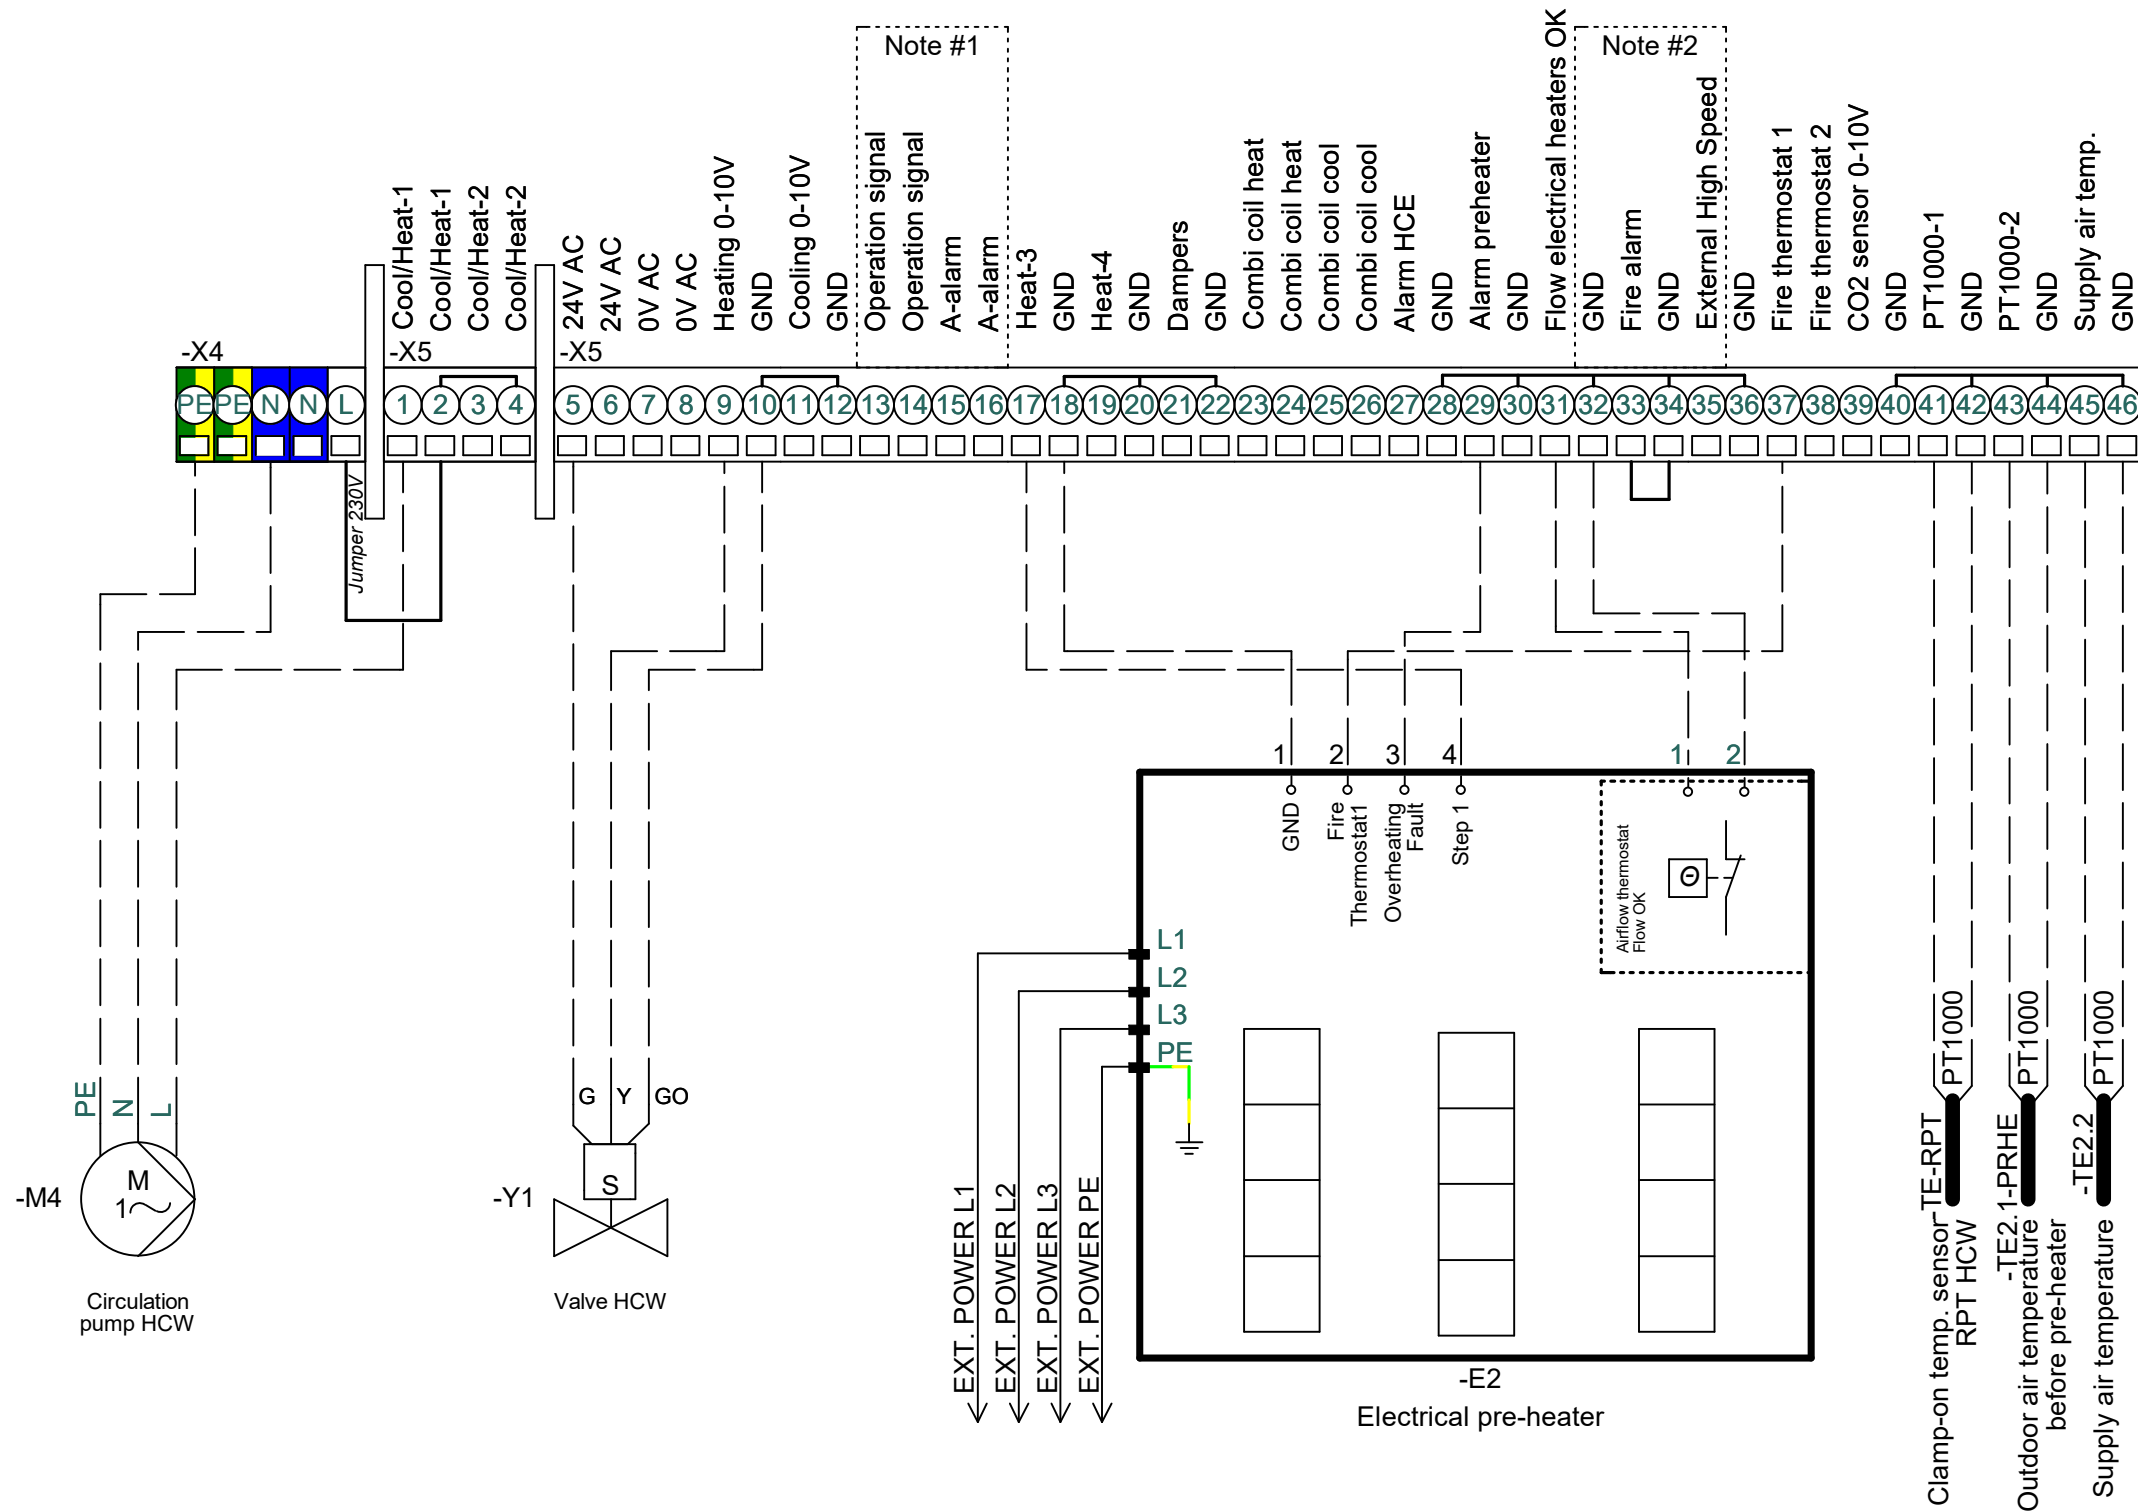 Note #1
Note #2
Cool/Heat-1
Cool/Heat-1
Cool/Heat-2
Cool/Heat-2
24V AC
24V AC
0V AC
0V AC
Heating 0-10V
GND
Cooling 0-10V
GND
Operation signal
Operation signal
A-alarm
A-alarm
Heat-3
GND
Heat-4
GND
Dampers
GND
Combi coil heat
Combi coil heat
Combi coil cool
Combi coil cool
Alarm HCE
GND
Alarm preheater
GND
Flow electrical heaters OK
GND
Fire alarm
GND
External High Speed
GND
Fire thermostat 1
Fire thermostat 2
CO2 sensor 0-10V
GND
PT1000-1
GND
PT1000-2
GND
Supply air temp.
GND
-X4
-X5
-X5
PE PE N N L 1 2 3 4 5 6 7 8 9 10 11 12 13 14 15 16 17 18 19 20 21 22 23 24 25 26 27 28 29 30 31 32 33 34 35 36 37 38 39 40 41 42 43 44 45 46
Jumper 230V
1 2 3 4
1 2
GND
Fire
Thermostat1
Overheating
Fault
Step 1
Airflow thermostat
Flow OK
Θ
L1
L2
L3
PE
PE
N
L
M
1
-M4
Circulation
pump HCW
G Y GO
S
-Y1
Valve HCW
EXT. POWER L1
EXT. POWER L2
EXT. POWER L3
EXT. POWER PE
-E2
Electrical pre-heater
PT1000
PT1000
PT1000
-TE-RPT
Clamp-on temp. sensor
RPT HCW
-TE2.1-PRHE
Outdoor air temperature
before pre-heater
-TE2.2
Supply air temperature